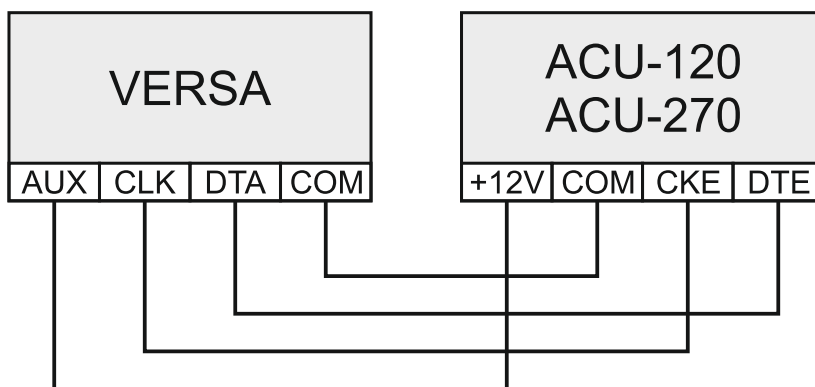 VERSA
AUX CLK DTA COM
ACU-120
ACU-270
+12V COM CKE DTE